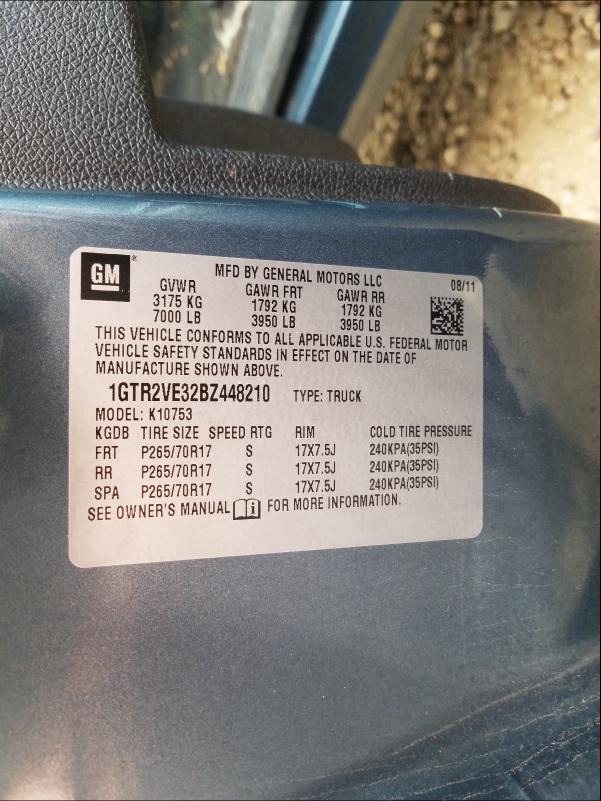 GM
MFD BY GENERAL MOTORS LLC
08/11
GVWR GAWR FRT GAWR RR
3175 KG 1792 KG 1792 KG
7000 LB 3950 LB 3950 LB
THIS VEHICLE CONFORMS TO ALL APPLICABLE U.S. FEDERAL MOTOR
VEHICLE SAFETY STANDARDS IN EFFECT ON THE DATE OF
MANUFACTURE SHOWN ABOVE.
1GTR2VE32BZ448210 TYPE: TRUCK
MODEL: K10753
KGDB TIRE SIZE SPEED RTG RIM COLD TIRE PRESSURE
FRT P265/70R17 S 17X7.5J 240KPA(35PSI)
RR P265/70R17 S 17X7.5J 240KPA(35PSI)
SPA P265/70R17 S 17X7.5J 240KPA(35PSI)
SEE OWNER'S MANUAL FOR MORE INFORMATION.